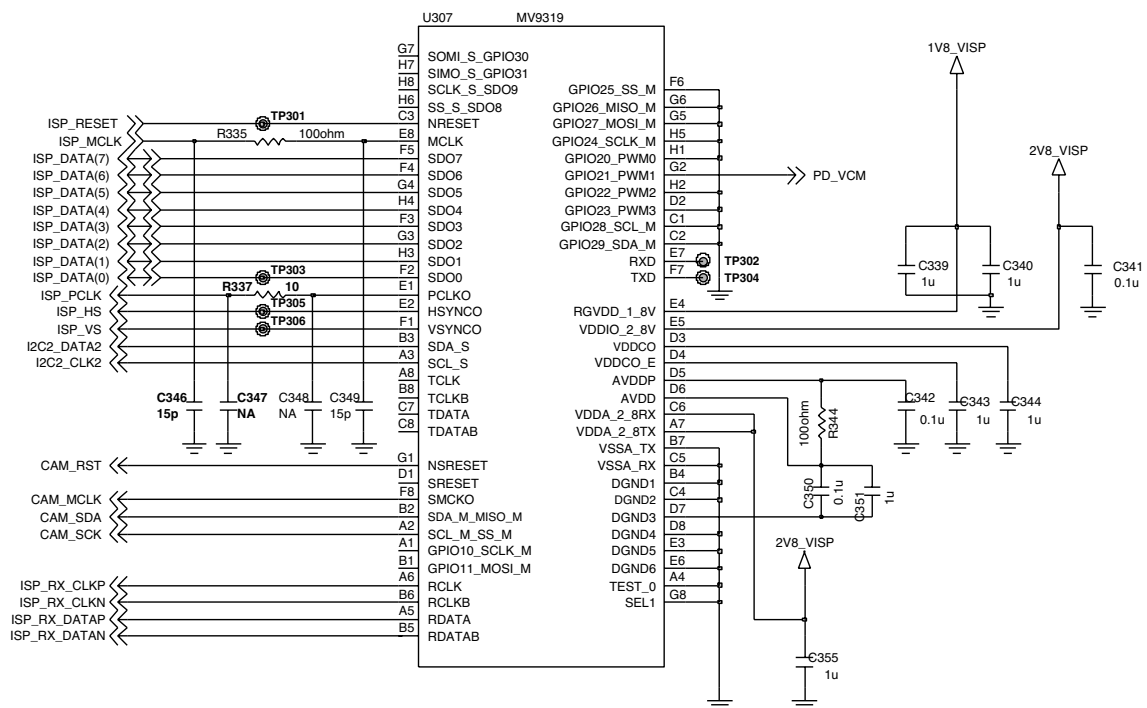 U307 MV9319
G7 SOMI_S_GPIO30
H7 SIMO_S_GPIO31
H8 SCLK_S_SDO9
H6 SS_S_SDO8
ISP_RESET TP301 C3 NRESET
ISP_MCLK R335 100ohm E8 MCLK
ISP_DATA(7) F5 SDO7
ISP_DATA(6) F4 SDO6
ISP_DATA(5) G4 SDO5
ISP_DATA(4) H4 SDO4
ISP_DATA(3) F3 SDO3
ISP_DATA(2) G3 SDO2
ISP_DATA(1) H3 SDO1
ISP_DATA(0) TP303 F2 SDO0
ISP_PCLK R337 10 E1 PCLKO
ISP_HS TP305 E2 HSYNCO
ISP_VS TP306 F1 VSYNCO
I2C2_DATA2 B3 SDA_S
I2C2_CLK2 A3 SCL_S
A8 TCLK
B8 TCLKB
C7 TDATA
C8 TDATAB
C346 C347 C348 C349
15p NA NA 15p
CAM_RST G1 NSRESET
D1 SRESET
CAM_MCLK F8 SMCKO
CAM_SDA B2 SDA_M_MISO_M
CAM_SCK A2 SCL_M_SS_M
A1 GPIO10_SCLK_M
B1 GPIO11_MOSI_M
ISP_RX_CLKP A6 RCLK
ISP_RX_CLKN B6 RCLKB
ISP_RX_DATAP A5 RDATA
ISP_RX_DATAN B5 RDATAB
GPIO25_SS_M F6
GPIO26_MISO_M G6
GPIO27_MOSI_M G5
GPIO24_SCLK_M H5
GPIO20_PWM0 H1
GPIO21_PWM1 G2 PD_VCM
GPIO22_PWM2 H2
GPIO23_PWM3 D2
GPIO28_SCL_M C1
GPIO29_SDA_M C2
RXD E7 TP302
TXD F7 TP304
RGVDD_1_8V E4
VDDIO_2_8V E5
VDDCO D3
VDDCO_E D4
AVDDP D5
AVDD D6
VDDA_2_8RX C6
VDDA_2_8TX A7
VSSA_TX B7
VSSA_RX C5
DGND1 B4
DGND2 C4
DGND3 D7
DGND4 D8
DGND5 E3
DGND6 E6
TEST_0 A4
SEL1 G8
1V8_VISP
2V8_VISP
C339 C340 C341
1u 1u 0.1u
C342 C343 C344
0.1u 1u 1u
100ohm R344
C350 0.1u C351 1u
2V8_VISP
C355
1u